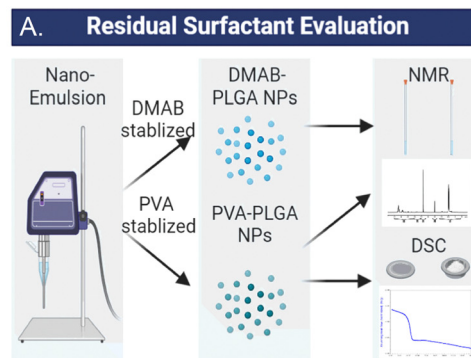 A. Residual Surfactant Evaluation
Nano-
Emulsion
DMAB
stablized
PVA
stablized
DMAB-
PLGA NPs
PVA-PLGA
NPs
NMR
DSC